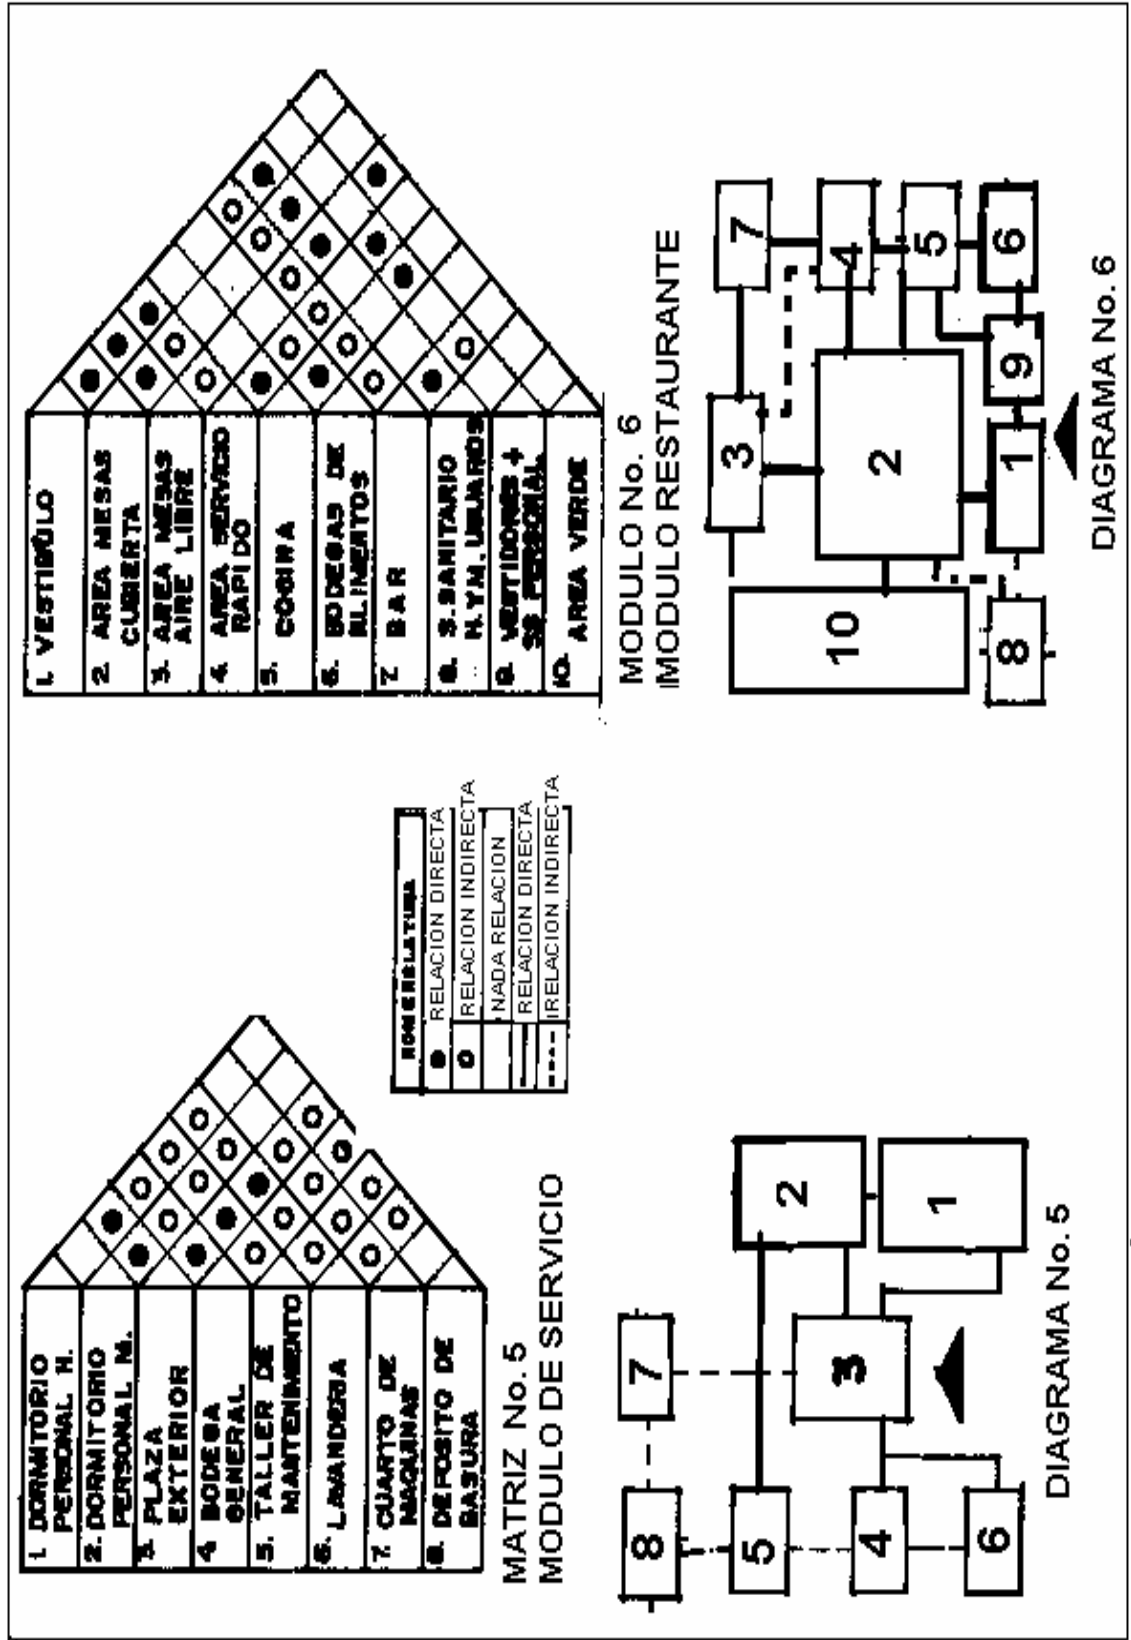 1. DORMITORIO
PERSONAL H.
2. DORMITORIO
PERSONAL M.
3. PLAZA
EXTERIOR
4 BODEGA
GENERAL
5. TALLER DE
MANTENIMIENTO
6. LAVANDERIA
7. CUARTO DE
MAQUINAS
8. DEPOSITO DE
BASURA
MATRIZ No. 5
MODULO DE SERVICIO
NOMENCLATURA
RELACION DIRECTA
RELACION INDIRECTA
NADA RELACION
RELACION DIRECTA
RELACION INDIRECTA
1. VESTIBULO
2. AREA MESAS
CUBIERTA
3. AREA MESAS
AIRE LIBRE
4. AREA SERVICIO
RAPIDO
5. COCINA
6. BODEGAS DE
ALIMENTOS
7. BAR
8. S. SANITARIO
H. Y M. USUARIOS
9. VESTIDORES +
SS PERSONAL
10. AREA VERDE
MODULO No. 6
MODULO RESTAURANTE
8
7
5
3
2
4
6
1
DIAGRAMA No. 5
10
3
7
2
4
5
8
1
9
6
DIAGRAMA No. 6